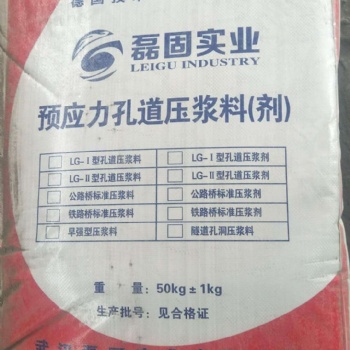 磊固实业
LEIGU INDUSTRY
预应力孔道压浆料(剂)
LG-Ⅰ型孔道压浆料 LG-Ⅰ型孔道压浆剂
LG-Ⅱ型孔道压浆料 LG-Ⅱ型孔道压浆剂
公路桥标准压浆料 公路桥标准压浆剂
铁路桥标准压浆料 铁路桥标准压浆剂
早强型压浆料 隧道孔洞压浆料
重 量：50kg±1kg
生产批号：见合格证